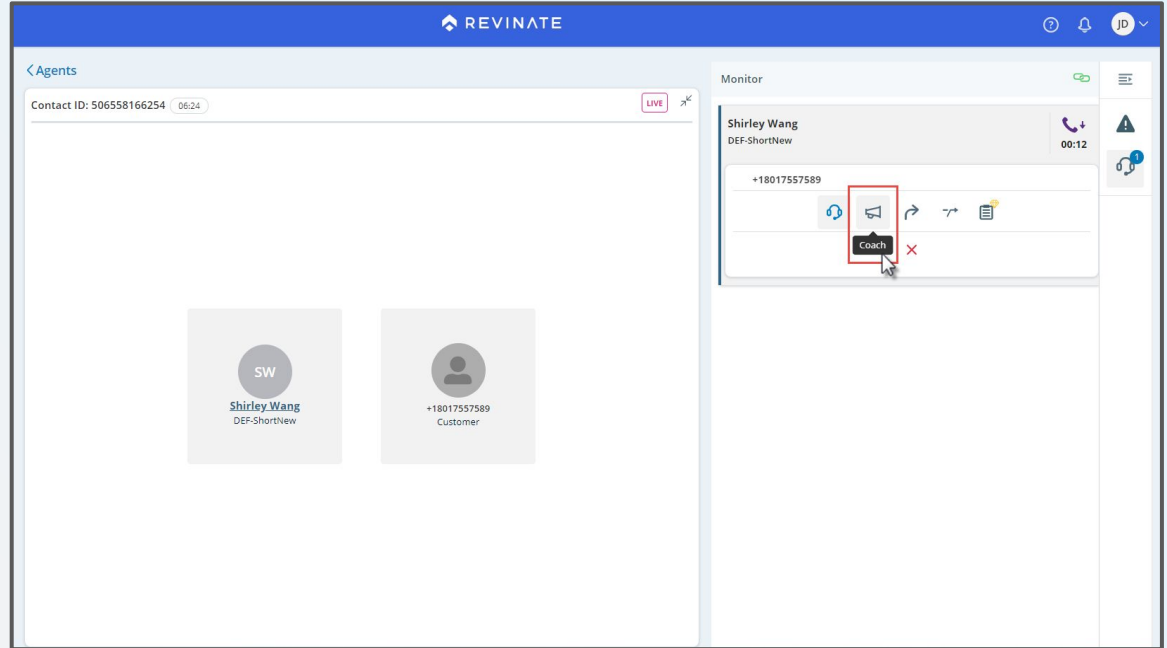 REVINATE
JD
Agents
Contact ID: 506558166254 06:24
LIVE
SW
Shirley Wang
DEF-ShortNew
+18017557589
Customer
Monitor
Shirley Wang
DEF-ShortNew
00:12
+18017557589
Coach
1